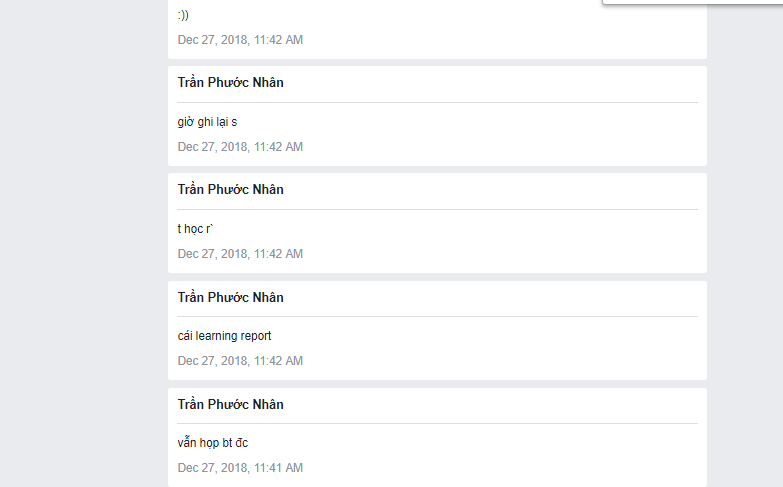 :))
Dec 27, 2018, 11:42 AM
Trần Phước Nhân
giờ ghi lại s
Dec 27, 2018, 11:42 AM
Trần Phước Nhân
t học r`
Dec 27, 2018, 11:42 AM
Trần Phước Nhân
cái learning report
Dec 27, 2018, 11:42 AM
Trần Phước Nhân
vẫn họp bt đc
Dec 27, 2018, 11:41 AM